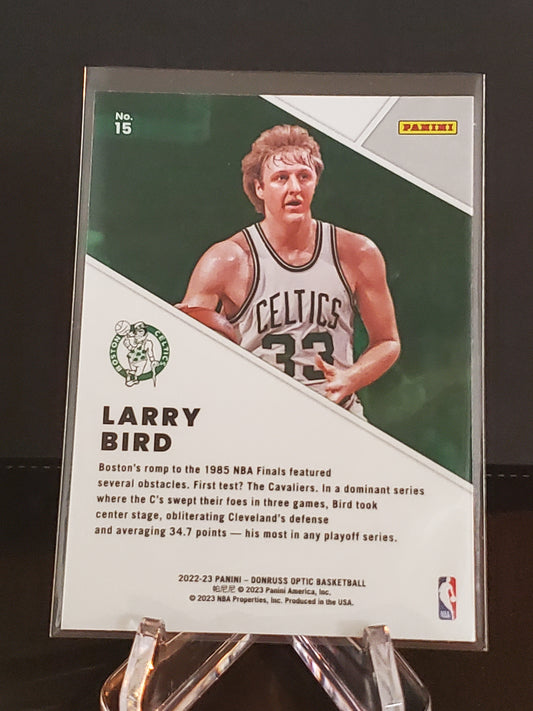 No.
15
PANINI
CELTICS
33
BOSTON CELTICS
LARRY
BIRD
Boston's romp to the 1985 NBA Finals featured
several obstacles. First test? The Cavaliers. In a dominant series
where the C's swept their foes in three games, Bird took
center stage, obliterating Cleveland's defense
and averaging 34.7 points — his most in any playoff series.
2022-23 PANINI – DONRUSS OPTIC BASKETBALL
帕尼尼 © 2023 Panini America, Inc.
© 2023 NBA Properties, Inc. Produced in the USA.
NBA